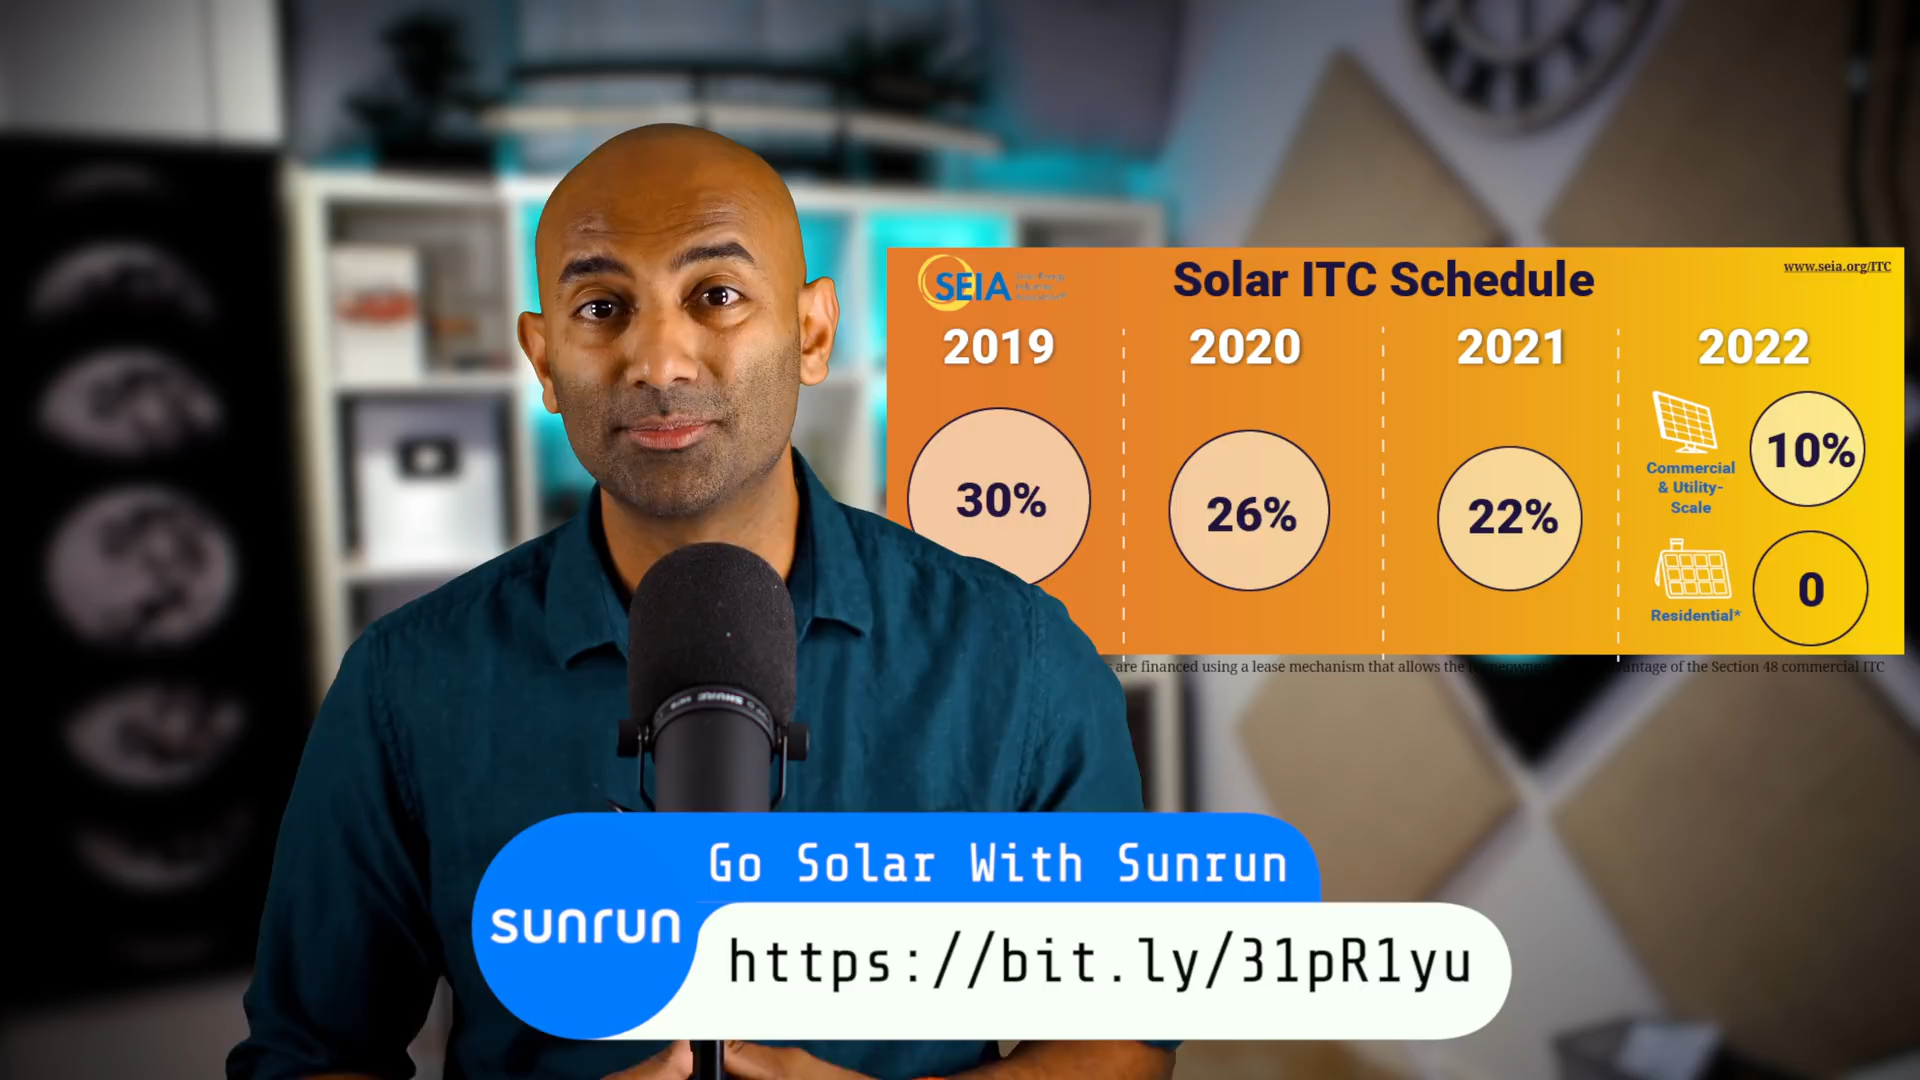 SEIA
Solar ITC Schedule
www.seia.org/ITC
2019
2020
2021
2022
30%
26%
22%
Commercial
& Utility-
Scale
10%
Residential*
0
are financed using a lease mechanism that allows the homeowner
of the Section 48 commercial ITC
SHURE
Go Solar With Sunrun
sunrun
https://bit.ly/31pR1yu